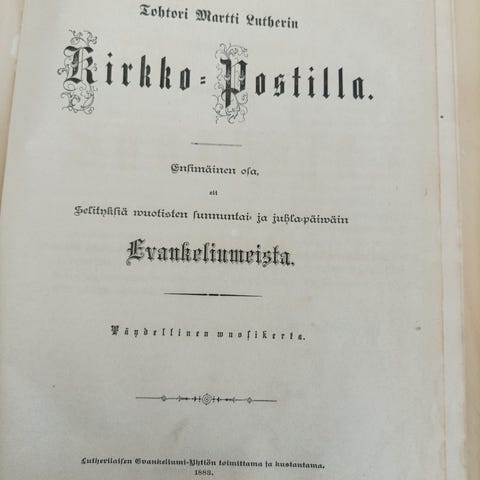 Tohtori Martti Lutherin
Kirkko=Postilla.
Ensimäinen osa,
eli
Selityksiä wuotisten sunnuntai- ja juhla-päiwäin
Evankeliumeista.
Täydellinen wuosikerta.
Lutherilaisen Evankeliumi-Yhtiön toimittama ja kustantama.
1883.